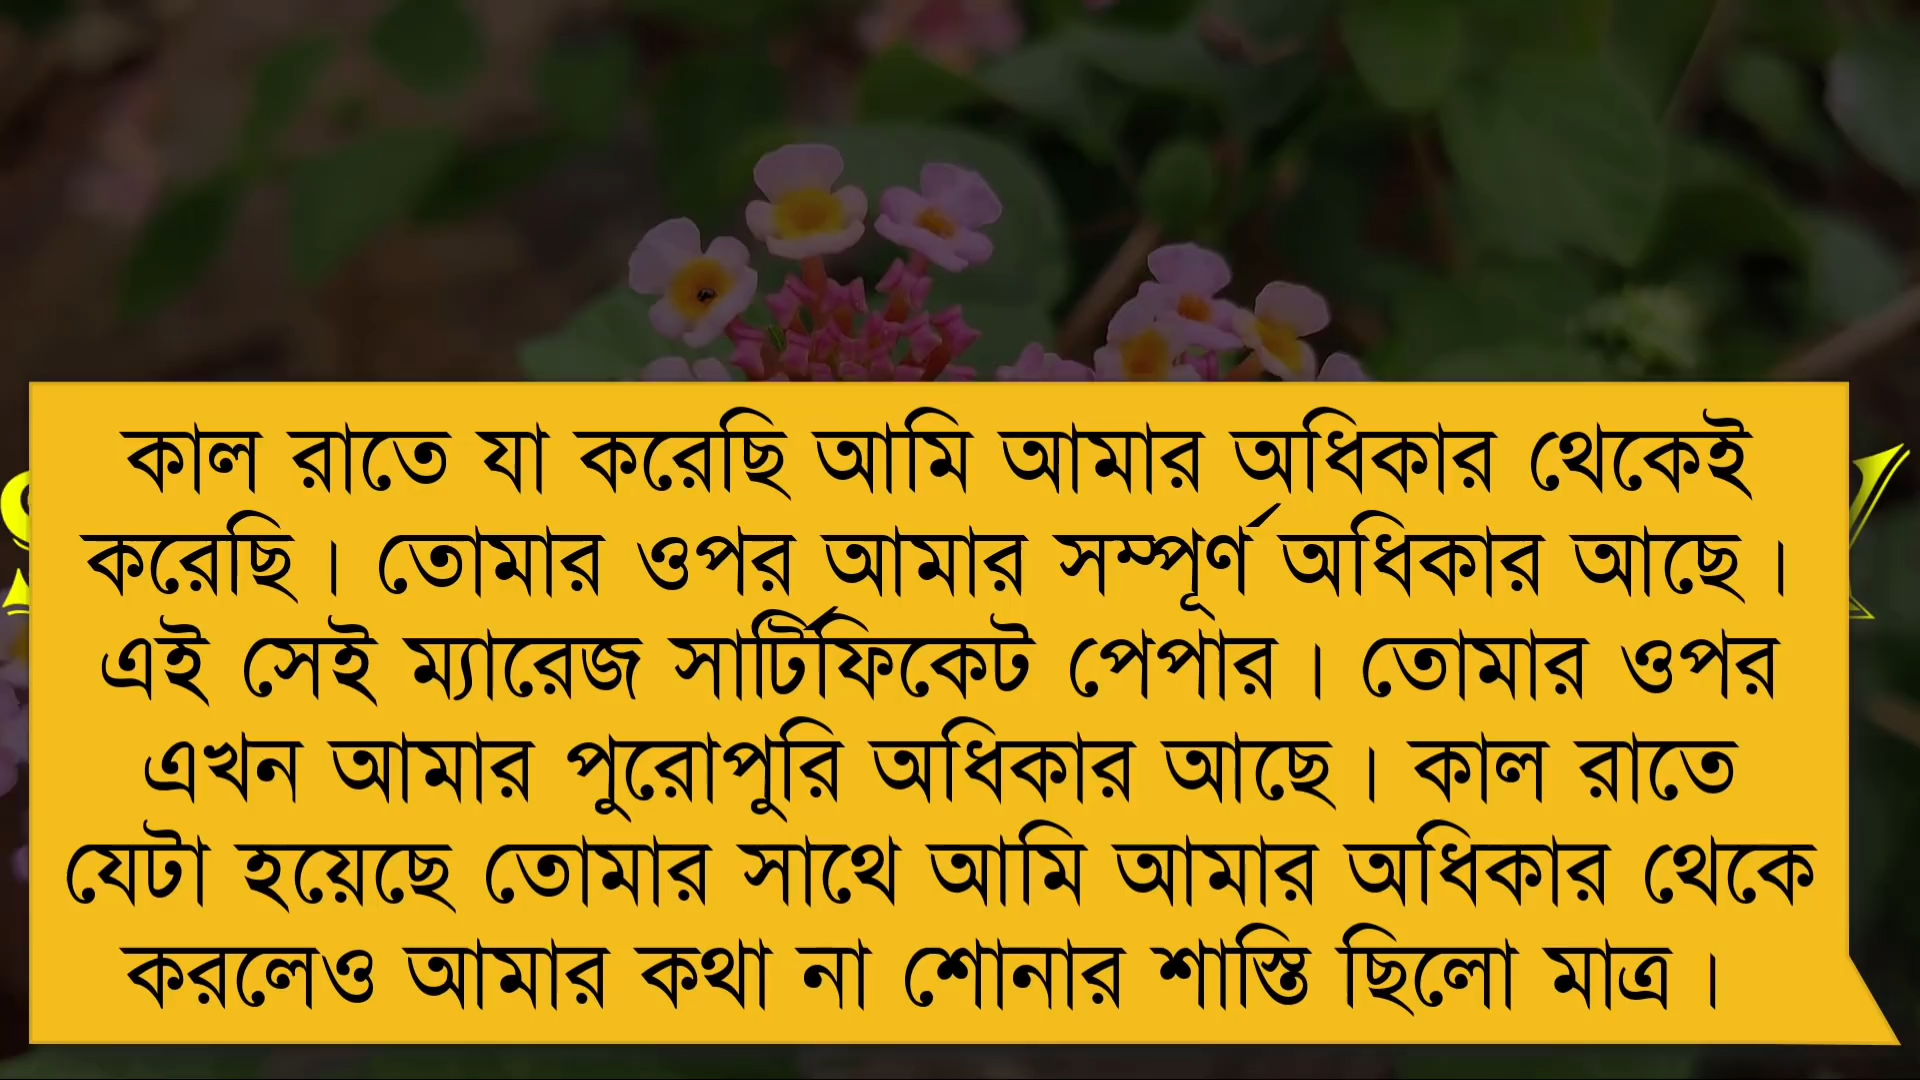 কাল রাতে যা করেছি আমি আমার অধিকার থেকেই
করেছি। তোমার ওপর আমার সম্পূর্ণ অধিকার আছে।
এই সেই ম্যারেজ সার্টিফিকেট পেপার। তোমার ওপর
এখন আমার পুরোপুরি অধিকার আছে। কাল রাতে
যেটা হয়েছে তোমার সাথে আমি আমার অধিকার থেকে
করলেও আমার কথা না শোনার শাস্তি ছিলো মাত্র।